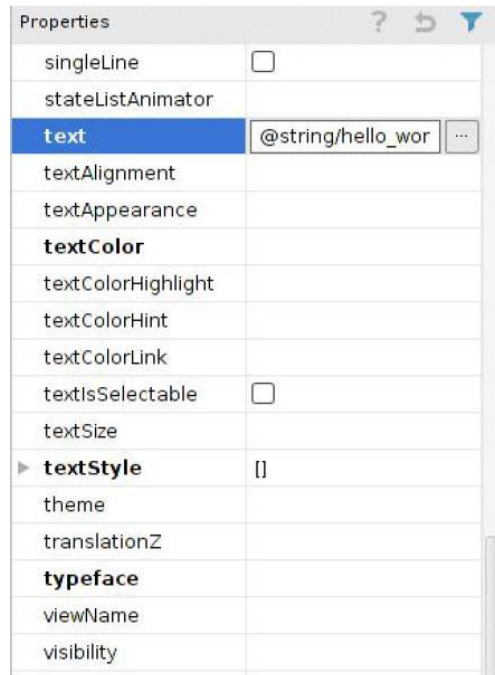 Properties ?
singleLine
stateListAnimator
text @string/hello_wor ...
textAlignment
textAppearance
textColor
textColorHighlight
textColorHint
textColorLink
textIsSelectable
textSize
textStyle []
theme
translationZ
typeface
viewName
visibility